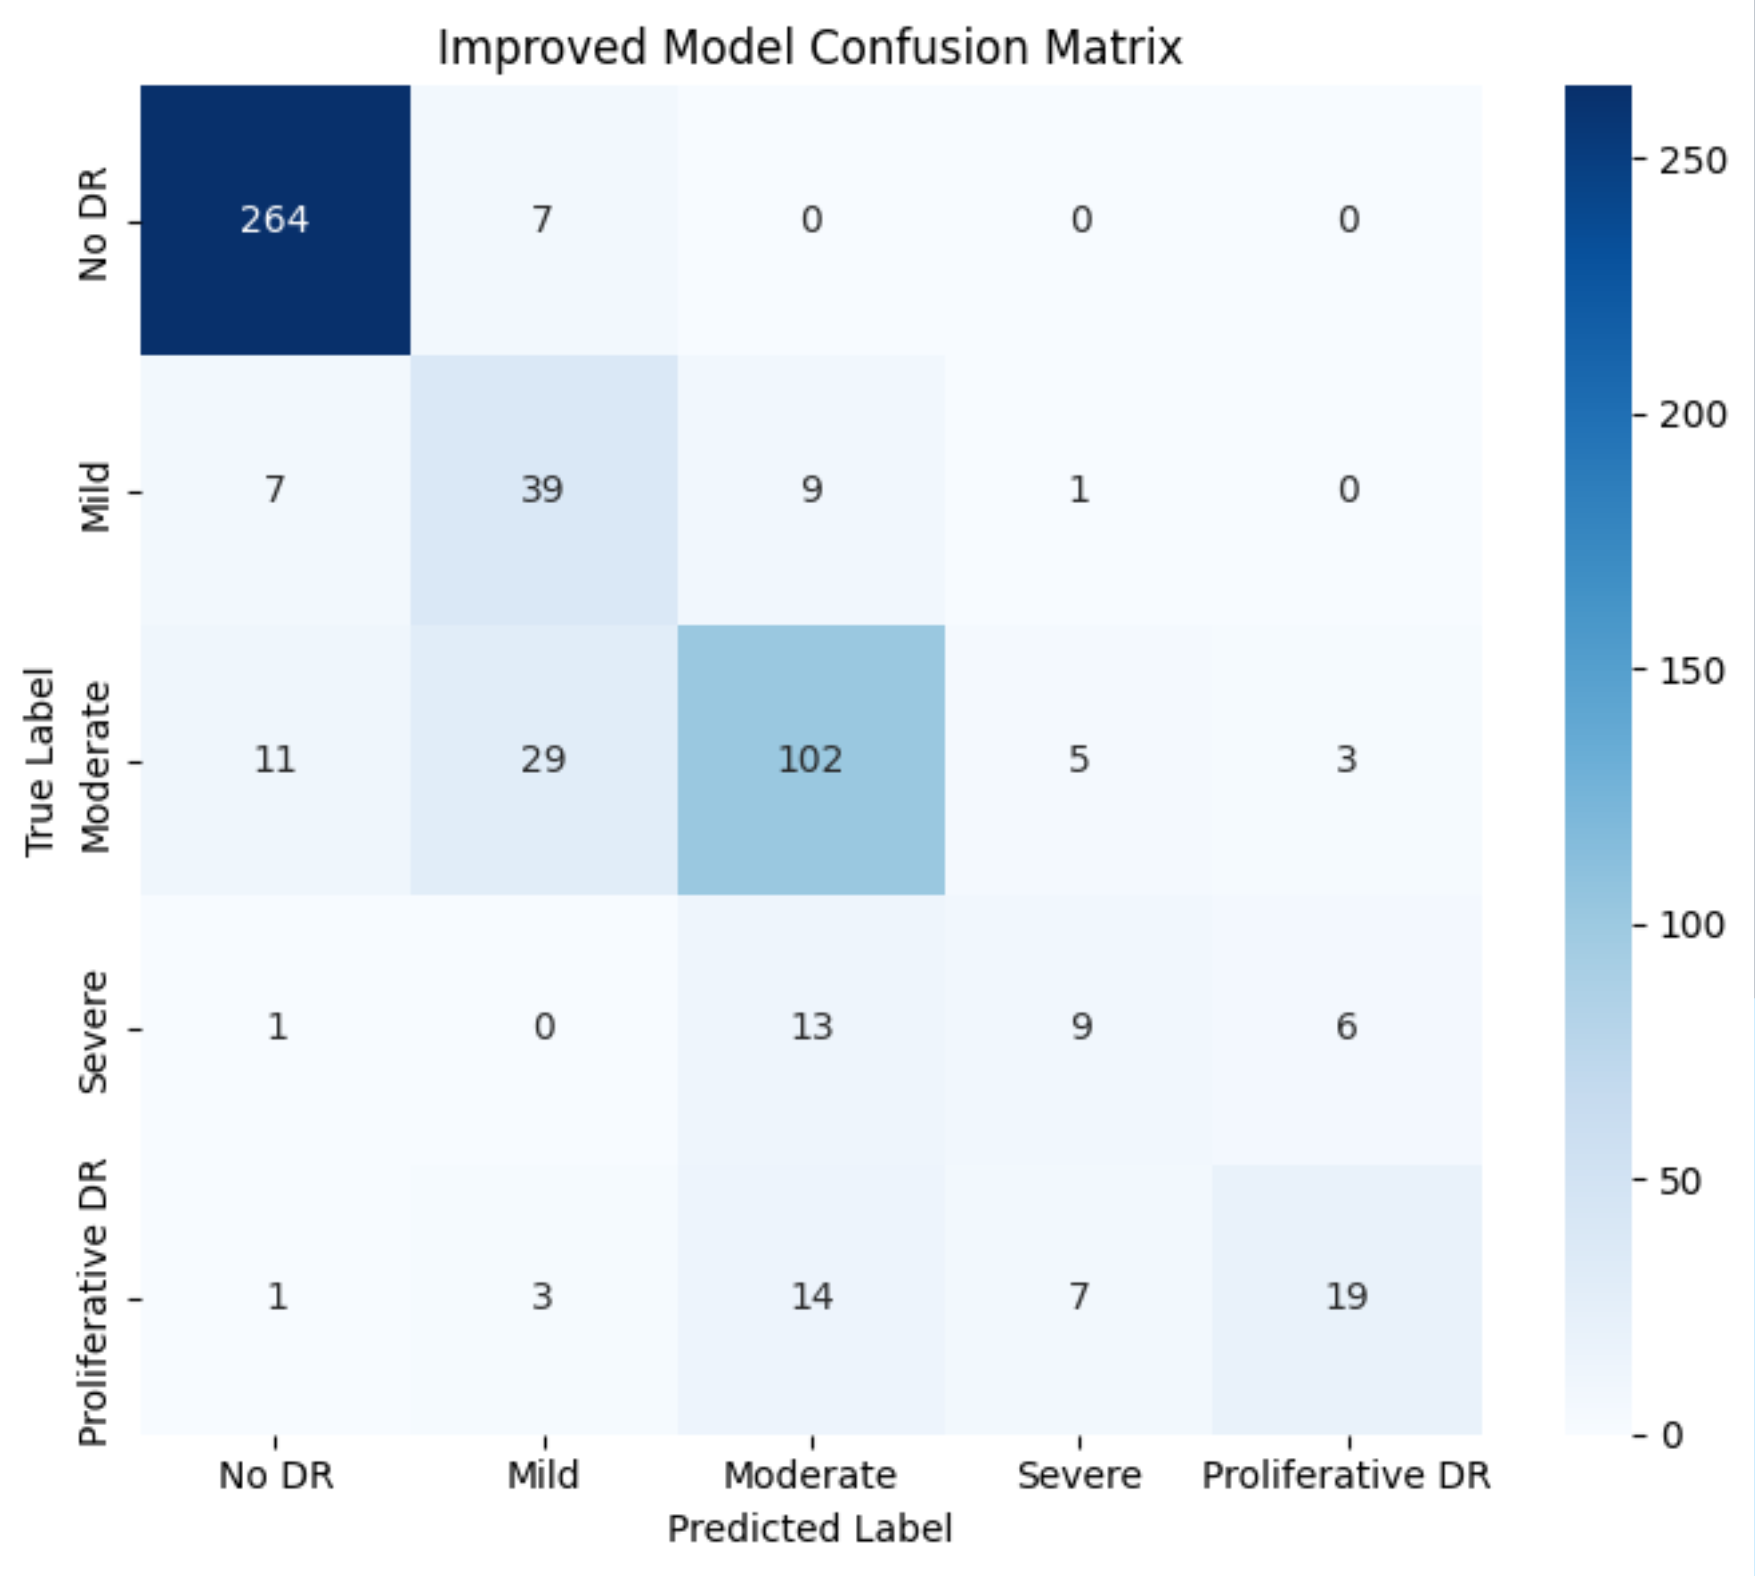 Improved Model Confusion Matrix
True Label
No DR 264 7 0 0 0
Mild 7 39 9 1 0
Moderate 11 29 102 5 3
Severe 1 0 13 9 6
Proliferative DR 1 3 14 7 19
No DR Mild Moderate Severe Proliferative DR
Predicted Label
250
200
150
100
50
0